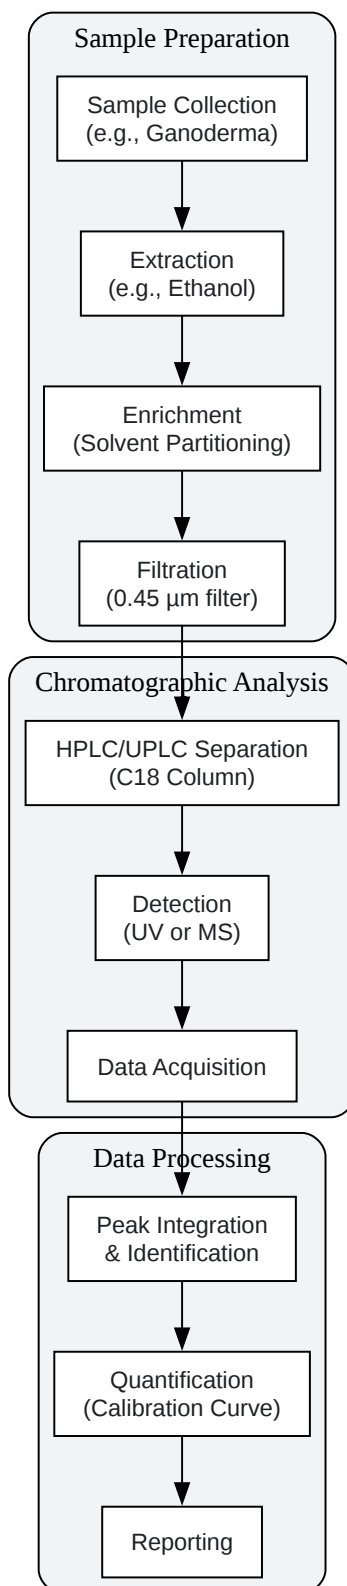 Sample Preparation
Sample Collection
(e.g., Ganoderma)
Extraction
(e.g., Ethanol)
Enrichment
(Solvent Partitioning)
Filtration
(0.45 µm filter)
Chromatographic Analysis
HPLC/UPLC Separation
(C18 Column)
Detection
(UV or MS)
Data Acquisition
Data Processing
Peak Integration
& Identification
Quantification
(Calibration Curve)
Reporting